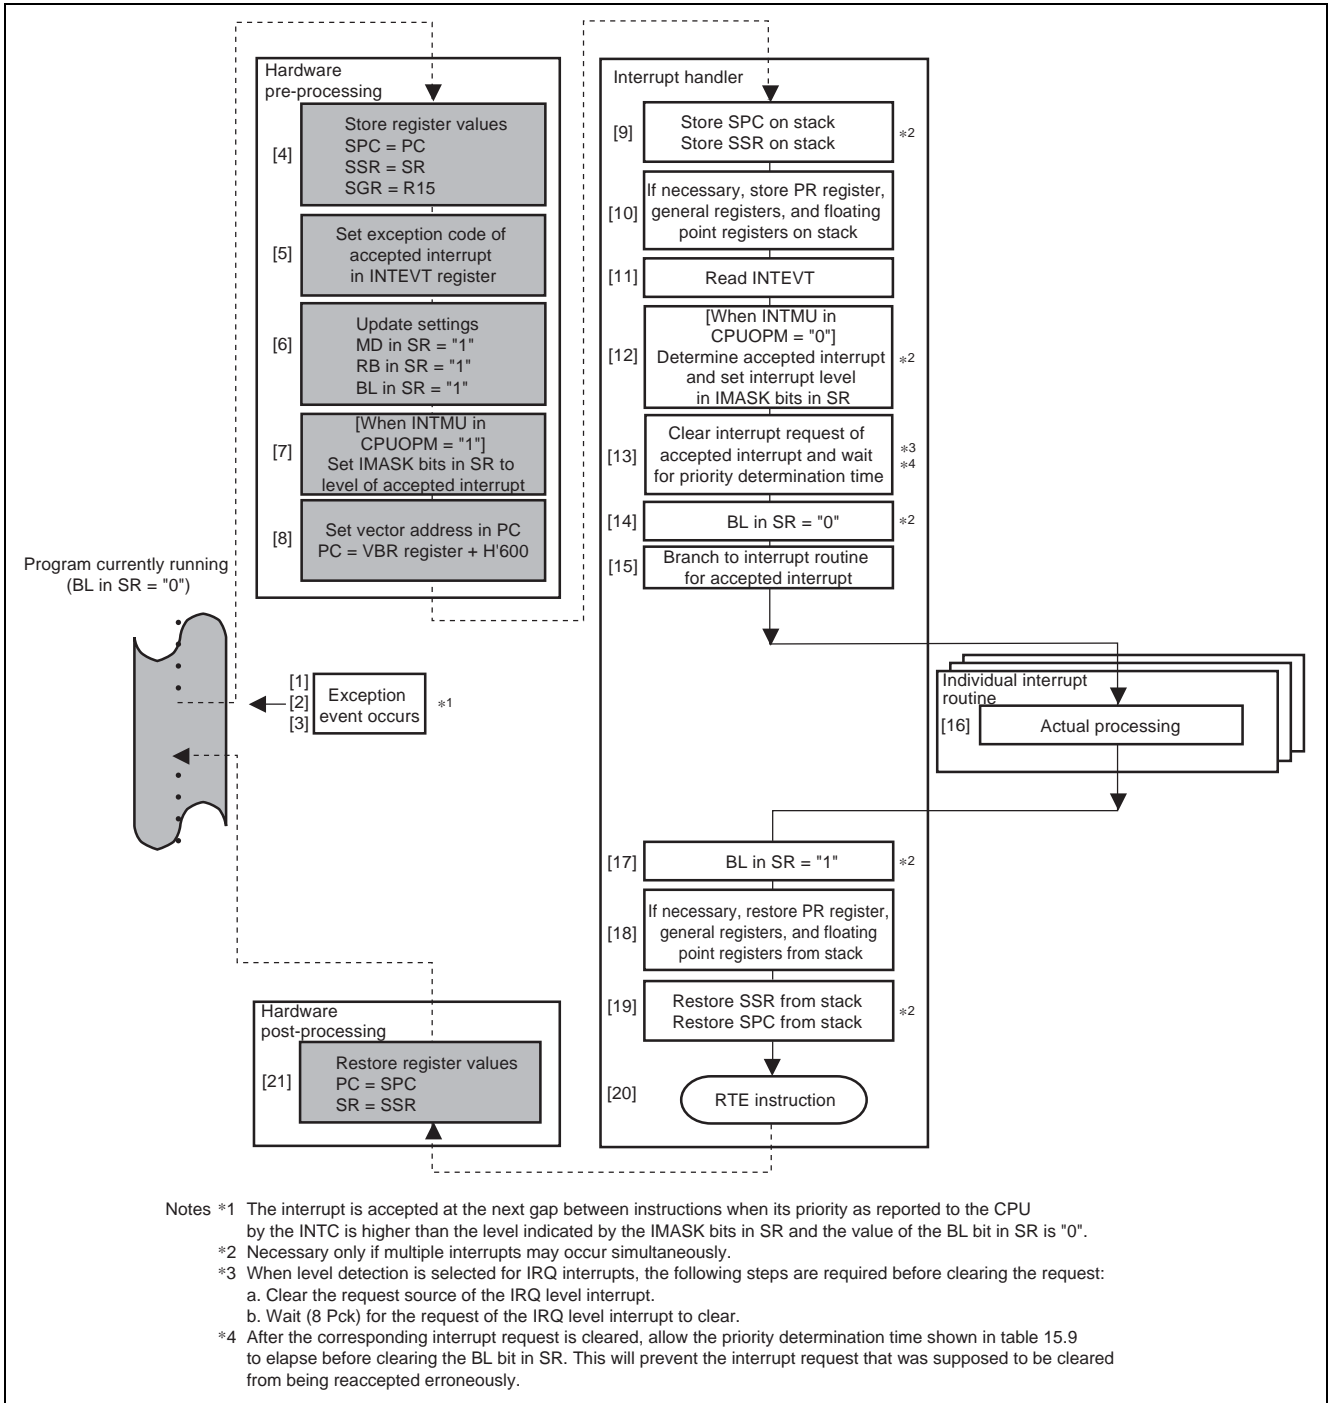 Hardware
pre-processing
[4]
Store register values
SPC = PC
SSR = SR
SGR = R15
[5]
Set exception code of
accepted interrupt
in INTEVT register
[6]
Update settings
MD in SR = "1"
RB in SR = "1"
BL in SR = "1"
[7]
[When INTMU in
CPUOPM = "1"]
Set IMASK bits in SR to
level of accepted interrupt
[8]
Set vector address in PC
PC = VBR register + H'600
Program currently running
(BL in SR = "0")
[1]
[2]
[3]
Exception
event occurs
*1
Interrupt handler
[9]
Store SPC on stack
Store SSR on stack
*2
[10]
If necessary, store PR register,
general registers, and floating
point registers on stack
[11]
Read INTEVT
[12]
[When INTMU in
CPUOPM = "0"]
Determine accepted interrupt
and set interrupt level
in IMASK bits in SR
*2
[13]
Clear interrupt request of
accepted interrupt and wait
for priority determination time
*3
*4
[14]
BL in SR = "0"
*2
[15]
Branch to interrupt routine
for accepted interrupt
Individual interrupt
routine
[16]
Actual processing
[17]
BL in SR = "1"
*2
[18]
If necessary, restore PR register,
general registers, and floating
point registers from stack
[19]
Restore SSR from stack
Restore SPC from stack
*2
[20]
RTE instruction
Hardware
post-processing
[21]
Restore register values
PC = SPC
SR = SSR
Notes *1 The interrupt is accepted at the next gap between instructions when its priority as reported to the CPU
by the INTC is higher than the level indicated by the IMASK bits in SR and the value of the BL bit in SR is "0".
*2 Necessary only if multiple interrupts may occur simultaneously.
*3 When level detection is selected for IRQ interrupts, the following steps are required before clearing the request:
a. Clear the request source of the IRQ level interrupt.
b. Wait (8 Pck) for the request of the IRQ level interrupt to clear.
*4 After the corresponding interrupt request is cleared, allow the priority determination time shown in table 15.9
to elapse before clearing the BL bit in SR. This will prevent the interrupt request that was supposed to be cleared
from being reaccepted erroneously.